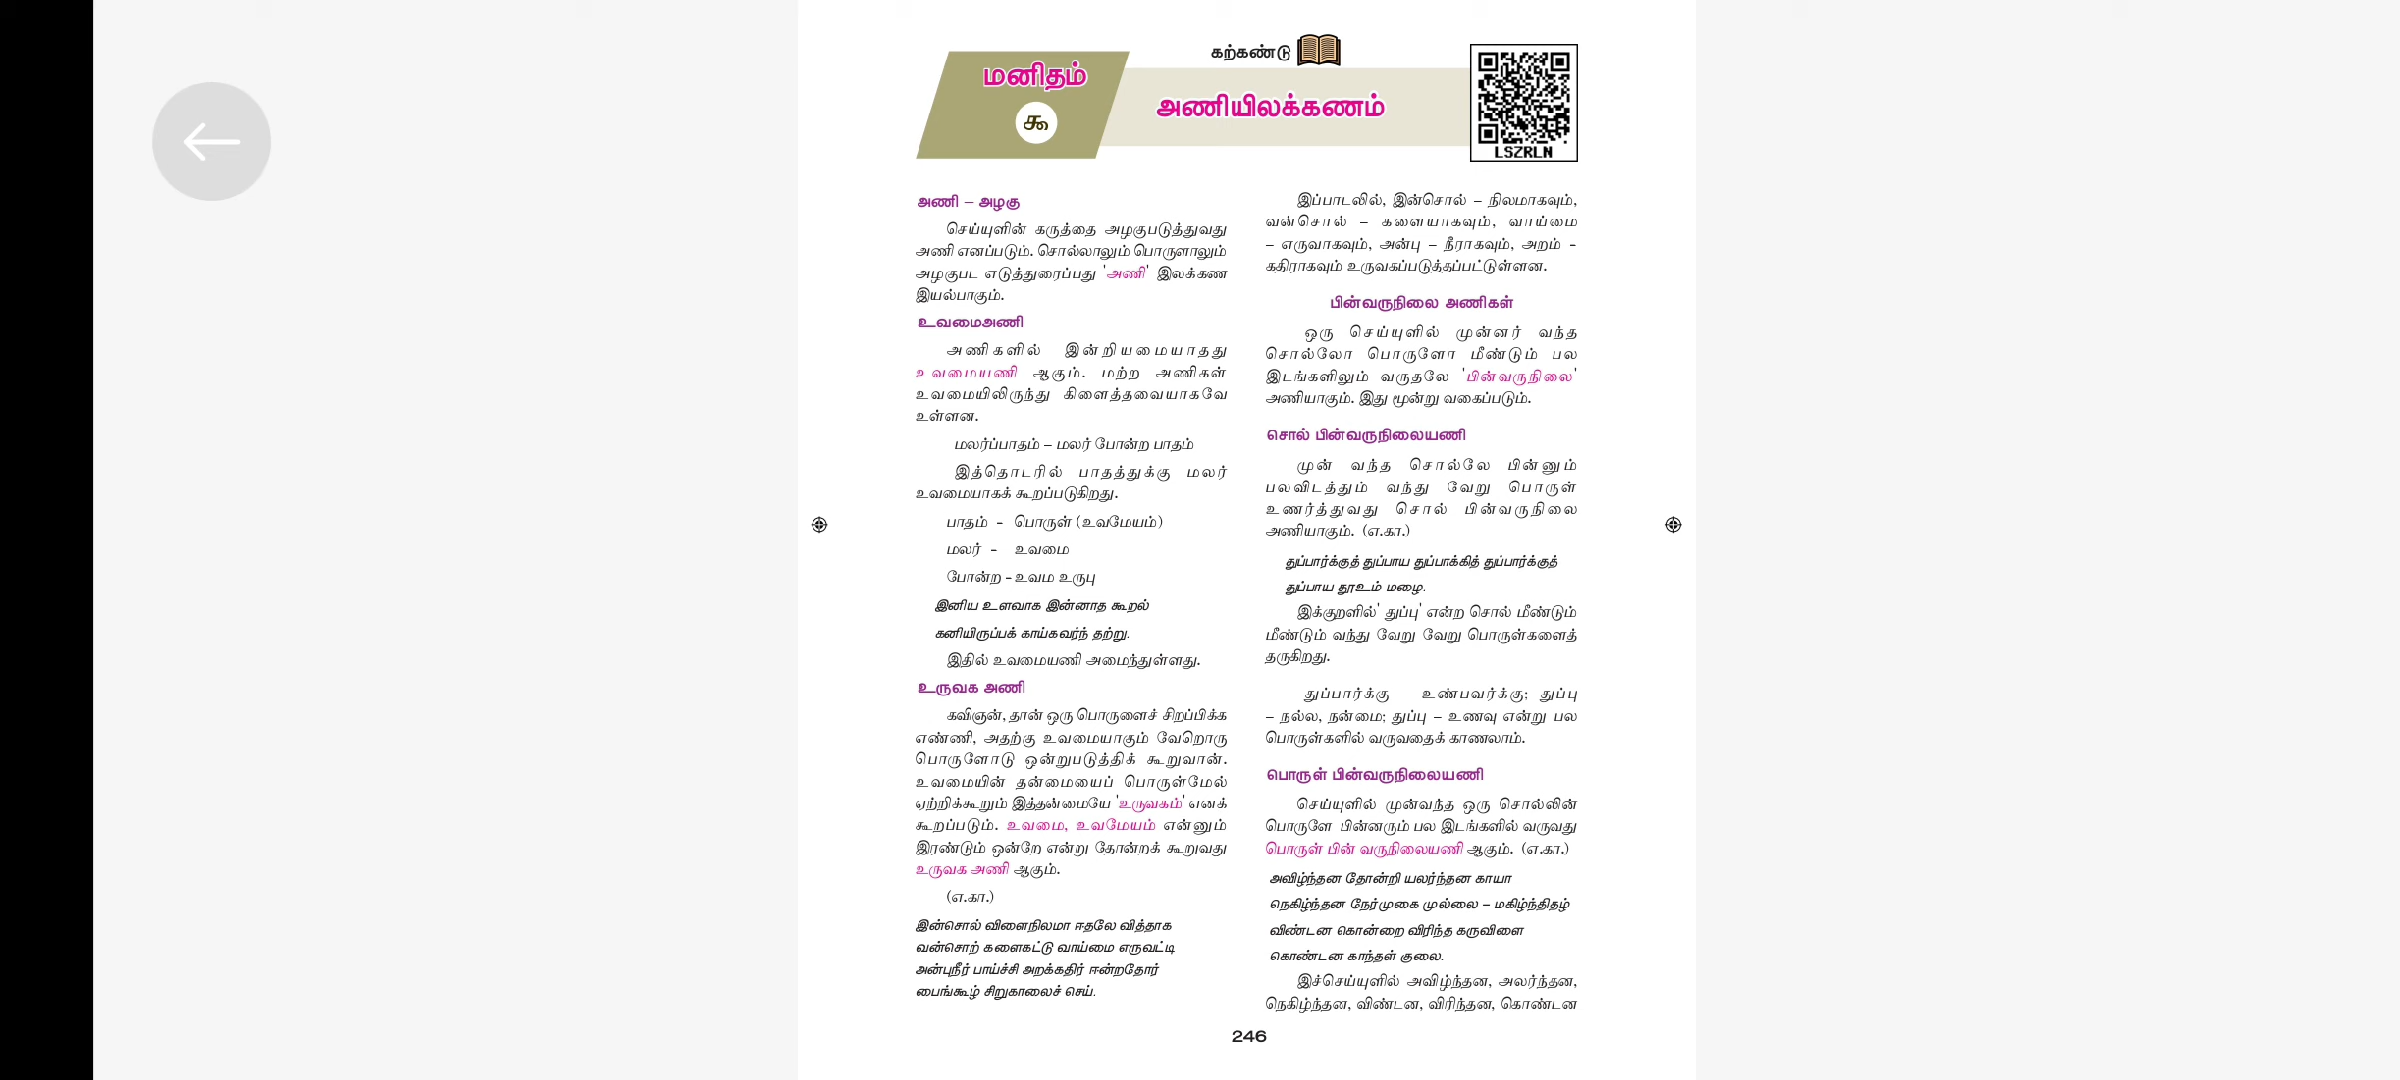 கற்கண்டு
மனிதம்
௯
அணியிலக்கணம்
LSZRLN
அணி – அழகு
செய்யுளின் கருத்தை அழகுபடுத்துவது
அணி எனப்படும். சொல்லாலும் பொருளாலும்
அழகுபட எடுத்துரைப்பது 'அணி' இலக்கண
இயல்பாகும்.
உவமைஅணி
அணிகளில் இன்றியமையாதது
உவமையணி ஆகும். மற்ற அணிகள்
உவமையிலிருந்து கிளைத்தவையாகவே
உள்ளன.
மலர்ப்பாதம் – மலர் போன்ற பாதம்
இத்தொடரில் பாதத்துக்கு மலர்
உவமையாகக் கூறப்படுகிறது.
பாதம் - பொருள் (உவமேயம்)
மலர் - உவமை
போன்ற - உவம உருபு
இனிய உளவாக இன்னாத கூறல்
கனியிருப்பக் காய்கவர்ந் தற்று.
இதில் உவமையணி அமைந்துள்ளது.
உருவக அணி
கவிஞன், தான் ஒரு பொருளைச் சிறப்பிக்க
எண்ணி, அதற்கு உவமையாகும் வேறொரு
பொருளோடு ஒன்றுபடுத்திக் கூறுவான்.
உவமையின் தன்மையைப் பொருள்மேல்
ஏற்றிக்கூறும் இத்தன்மையே 'உருவகம்' எனக்
கூறப்படும். உவமை, உவமேயம் என்னும்
இரண்டும் ஒன்றே என்று தோன்றக் கூறுவது
உருவக அணி ஆகும்.
(எ.கா.)
இன்சொல் விளைநிலமா ஈதலே வித்தாக
வன்சொற் களைகட்டு வாய்மை எருவட்டி
அன்புநீர் பாய்ச்சி அறக்கதிர் ஈன்றதோர்
பைங்கூழ் சிறுகாலைச் செய்.
இப்பாடலில், இன்சொல் – நிலமாகவும்,
வன்சொல் – களையாகவும், வாய்மை
– எருவாகவும், அன்பு – நீராகவும், அறம் -
கதிராகவும் உருவகப்படுத்தப்பட்டுள்ளன.
பின்வருநிலை அணிகள்
ஒரு செய்யுளில் முன்னர் வந்த
சொல்லோ பொருளோ மீண்டும் பல
இடங்களிலும் வருதலே 'பின்வருநிலை'
அணியாகும். இது மூன்று வகைப்படும்.
சொல் பின்வருநிலையணி
முன் வந்த சொல்லே பின்னும்
பலவிடத்தும் வந்து வேறு பொருள்
உணர்த்துவது சொல் பின்வருநிலை
அணியாகும். (எ.கா.)
துப்பார்க்குத் துப்பாய துப்பாக்கித் துப்பார்க்குத்
துப்பாய தூஉம் மழை.
இக்குறளில்' துப்பு' என்ற சொல் மீண்டும்
மீண்டும் வந்து வேறு வேறு பொருள்களைத்
தருகிறது.
துப்பார்க்கு உண்பவர்க்கு; துப்பு
– நல்ல, நன்மை; துப்பு – உணவு என்று பல
பொருள்களில் வருவதைக் காணலாம்.
பொருள் பின்வருநிலையணி
செய்யுளில் முன்வந்த ஒரு சொல்லின்
பொருளே பின்னரும் பல இடங்களில் வருவது
பொருள் பின் வருநிலையணி ஆகும். (எ.கா.)
அவிழ்ந்தன தோன்றி யலர்ந்தன காயா
நெகிழ்ந்தன நேர்முகை முல்லை – மகிழ்ந்திதழ்
விண்டன கொன்றை விரிந்த கருவிளை
கொண்டன காந்தள் குலை.
இச்செய்யுளில் அவிழ்ந்தன, அலர்ந்தன,
நெகிழ்ந்தன, விண்டன, விரிந்தன, கொண்டன
246